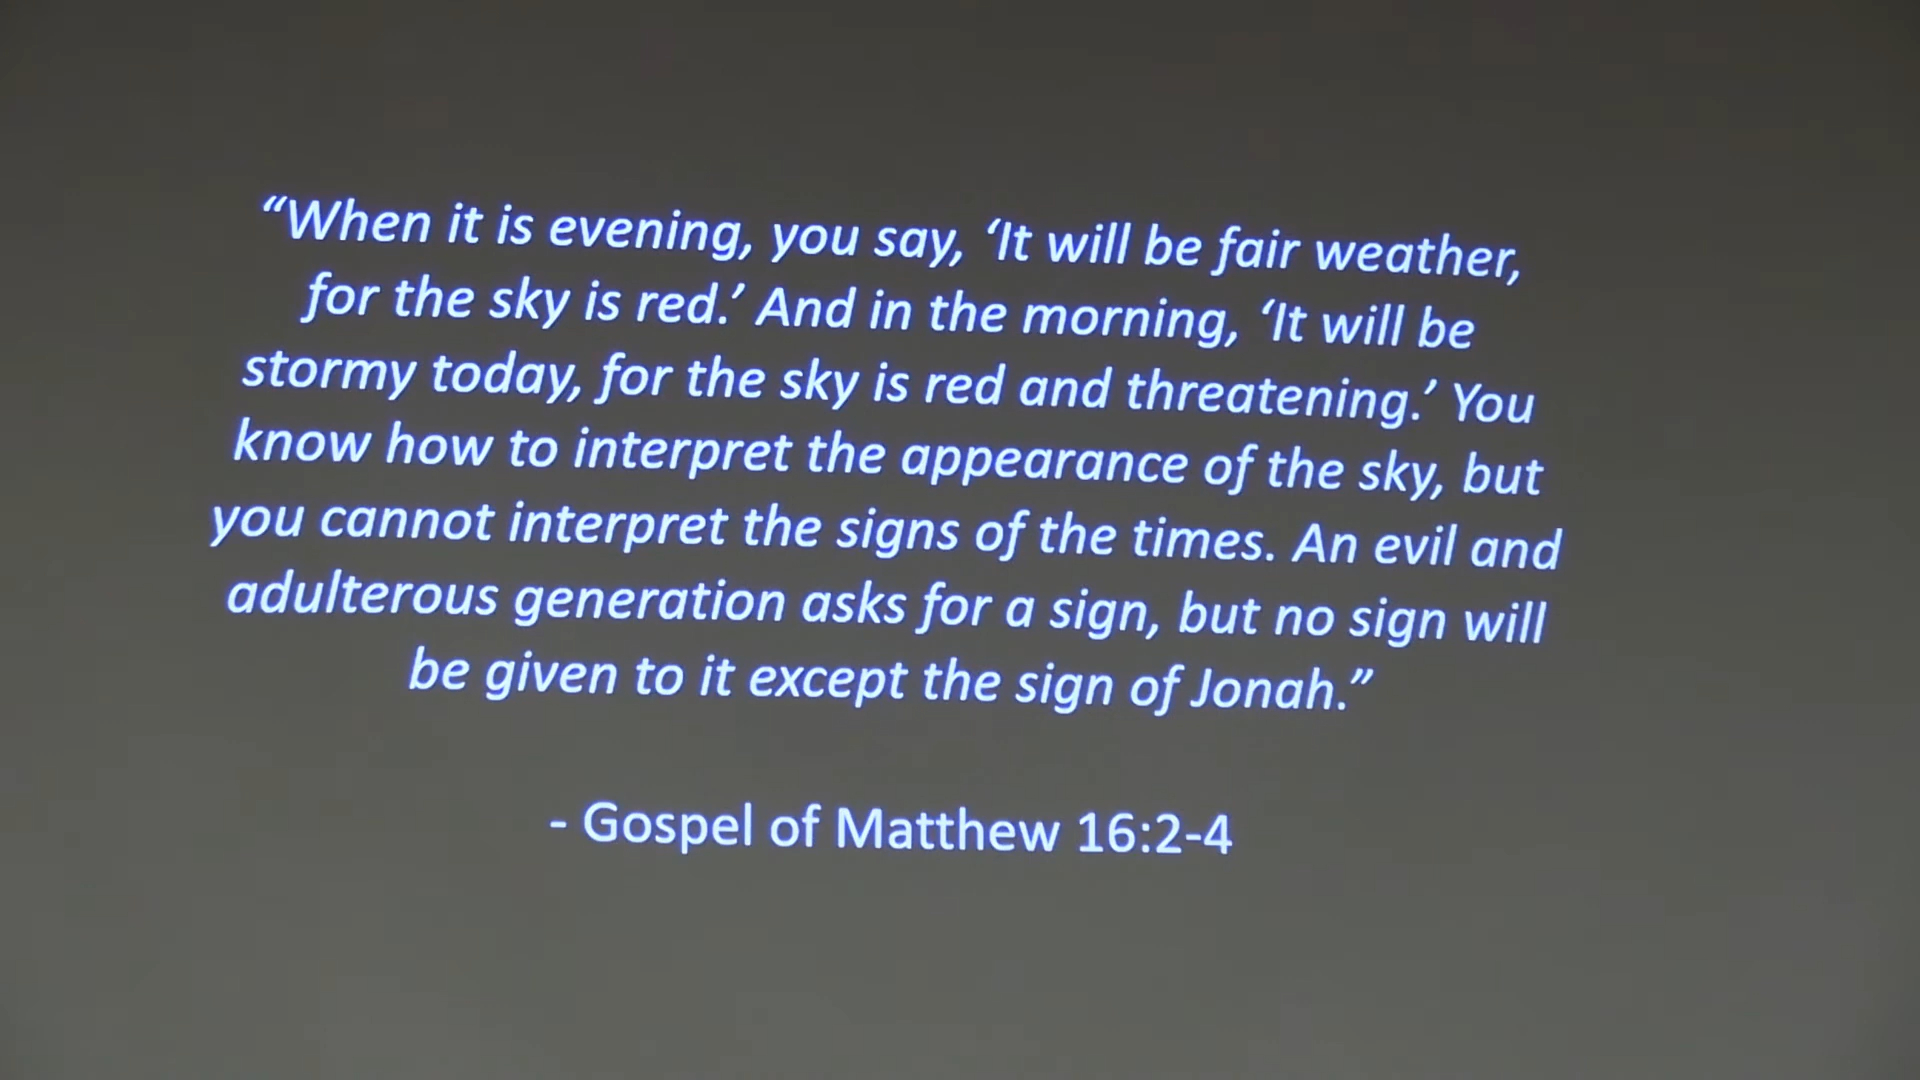 “When it is evening, you say, ‘It will be fair weather,
for the sky is red.’ And in the morning, ‘It will be
stormy today, for the sky is red and threatening.’ You
know how to interpret the appearance of the sky, but
you cannot interpret the signs of the times. An evil and
adulterous generation asks for a sign, but no sign will
be given to it except the sign of Jonah.”
- Gospel of Matthew 16:2-4